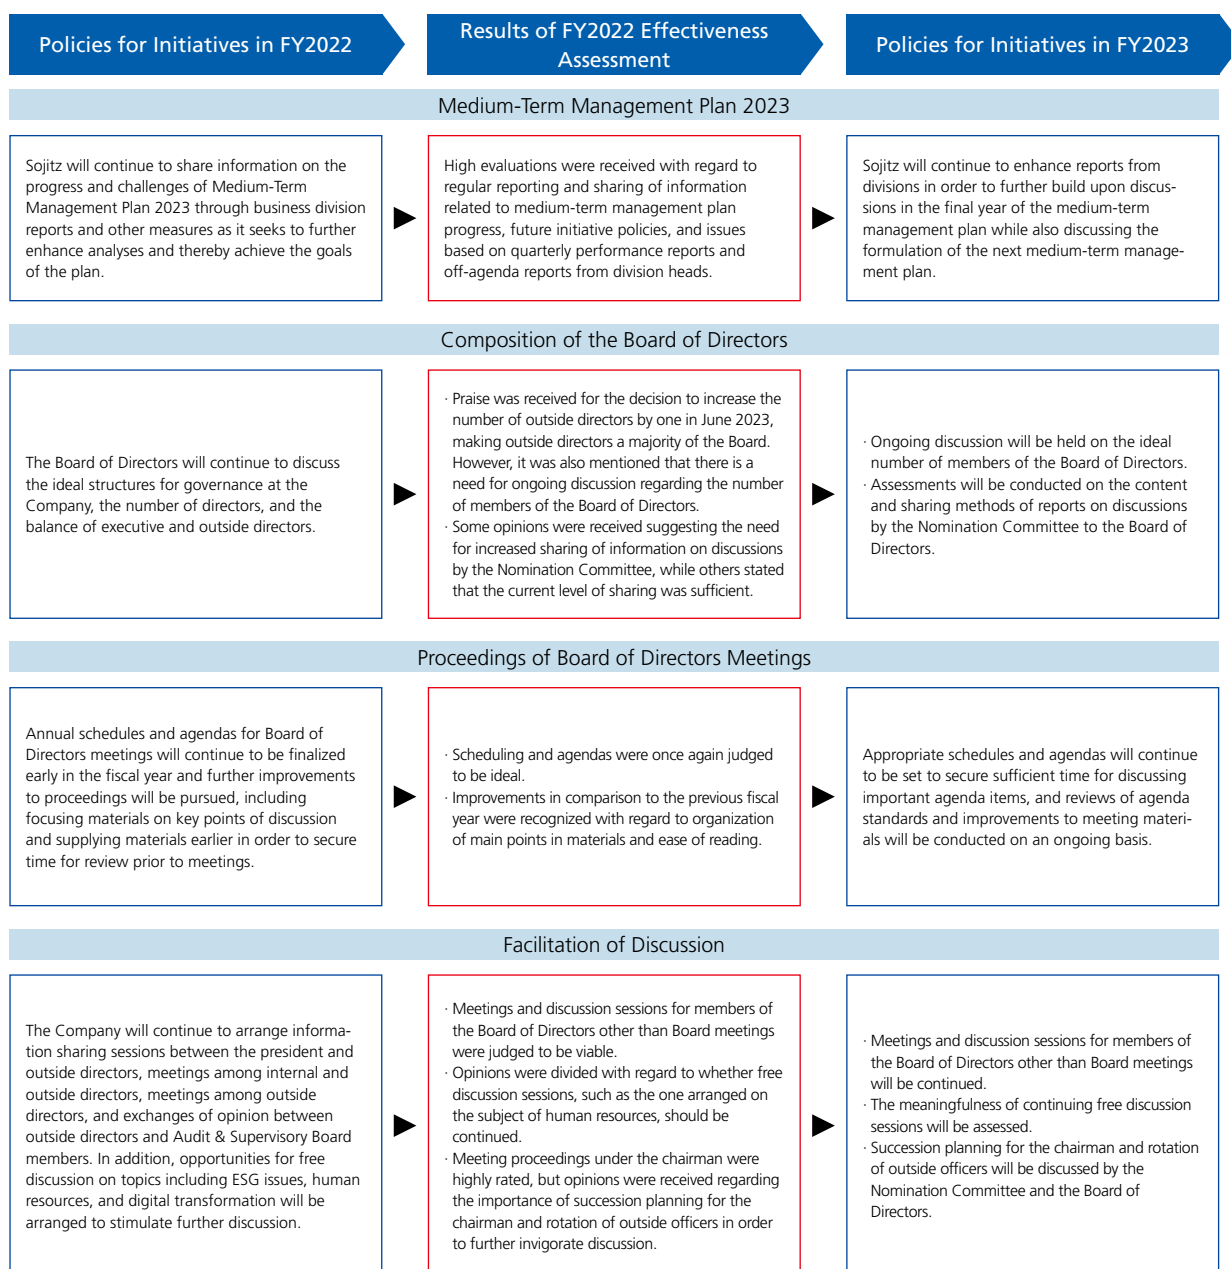 Policies for Initiatives in FY2022
Results of FY2022 Effectiveness
Assessment
Policies for Initiatives in FY2023
Medium-Term Management Plan 2023
Sojitz will continue to share information on the
progress and challenges of Medium-Term
Management Plan 2023 through business division
reports and other measures as it seeks to further
enhance analyses and thereby achieve the goals
of the plan.
High evaluations were received with regard to
regular reporting and sharing of information
related to medium-term management plan
progress, future initiative policies, and issues
based on quarterly performance reports and
off-agenda reports from division heads.
Sojitz will continue to enhance reports from
divisions in order to further build upon discus-
sions in the final year of the medium-term
management plan while also discussing the
formulation of the next medium-term manage-
ment plan.
Composition of the Board of Directors
The Board of Directors will continue to discuss
the ideal structures for governance at the
Company, the number of directors, and the
balance of executive and outside directors.
· Praise was received for the decision to increase the
number of outside directors by one in June 2023,
making outside directors a majority of the Board.
However, it was also mentioned that there is a
need for ongoing discussion regarding the number
of members of the Board of Directors.
· Some opinions were received suggesting the need
for increased sharing of information on discussions
by the Nomination Committee, while others stated
that the current level of sharing was sufficient.
· Ongoing discussion will be held on the ideal
number of members of the Board of Directors.
· Assessments will be conducted on the content
and sharing methods of reports on discussions
by the Nomination Committee to the Board of
Directors.
Proceedings of Board of Directors Meetings
Annual schedules and agendas for Board of
Directors meetings will continue to be finalized
early in the fiscal year and further improvements
to proceedings will be pursued, including
focusing materials on key points of discussion
and supplying materials earlier in order to secure
time for review prior to meetings.
· Scheduling and agendas were once again judged
to be ideal.
· Improvements in comparison to the previous fiscal
year were recognized with regard to organization
of main points in materials and ease of reading.
Appropriate schedules and agendas will continue
to be set to secure sufficient time for discussing
important agenda items, and reviews of agenda
standards and improvements to meeting materi-
als will be conducted on an ongoing basis.
Facilitation of Discussion
The Company will continue to arrange informa-
tion sharing sessions between the president and
outside directors, meetings among internal and
outside directors, meetings among outside
directors, and exchanges of opinion between
outside directors and Audit & Supervisory Board
members. In addition, opportunities for free
discussion on topics including ESG issues, human
resources, and digital transformation will be
arranged to stimulate further discussion.
· Meetings and discussion sessions for members of
the Board of Directors other than Board meetings
were judged to be viable.
· Opinions were divided with regard to whether free
discussion sessions, such as the one arranged on
the subject of human resources, should be
continued.
· Meeting proceedings under the chairman were
highly rated, but opinions were received regarding
the importance of succession planning for the
chairman and rotation of outside officers in order
to further invigorate discussion.
· Meetings and discussion sessions for members of
the Board of Directors other than Board meetings
will be continued.
· The meaningfulness of continuing free discussion
sessions will be assessed.
· Succession planning for the chairman and rotation
of outside officers will be discussed by the
Nomination Committee and the Board of
Directors.